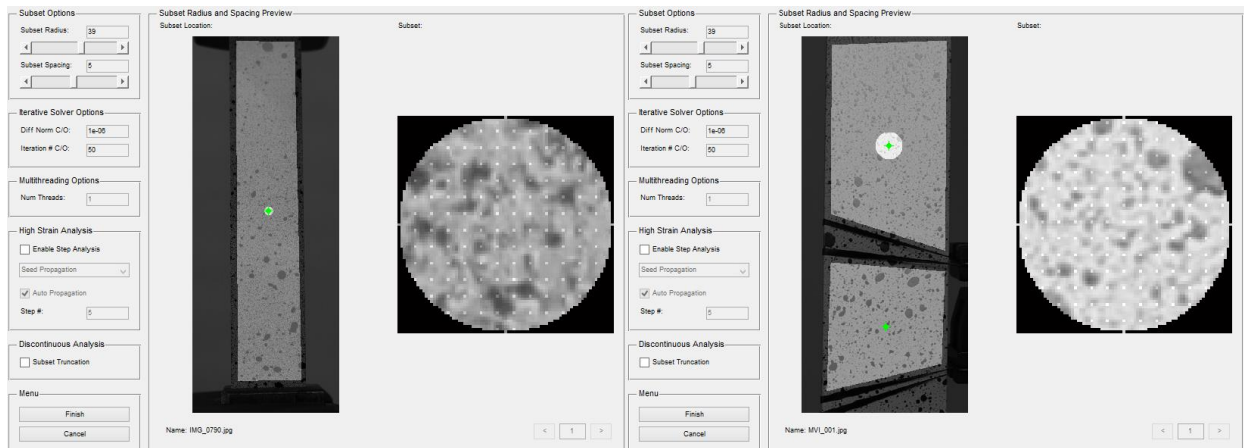 Subset Options
Subset Radius: 39
Subset Spacing: 5
Iterative Solver Options
Diff Norm C/O: 1e-06
Iteration # C/O: 50
Multithreading Options
Num Threads: 1
High Strain Analysis
Enable Step Analysis
Seed Propagation
Auto Propagation
Step #: 5
Discontinuous Analysis
Subset Truncation
Menu
Finish
Cancel
Subset Radius and Spacing Preview
Subset Location: Subset:
Name: IMG_0790.jpg < 1 >
Subset Options
Subset Radius: 39
Subset Spacing: 5
Iterative Solver Options
Diff Norm C/O: 1e-06
Iteration # C/O: 50
Multithreading Options
Num Threads: 1
High Strain Analysis
Enable Step Analysis
Seed Propagation
Auto Propagation
Step #: 5
Discontinuous Analysis
Subset Truncation
Menu
Finish
Cancel
Subset Radius and Spacing Preview
Subset Location: Subset:
Name: MVI_001.jpg < 1 >